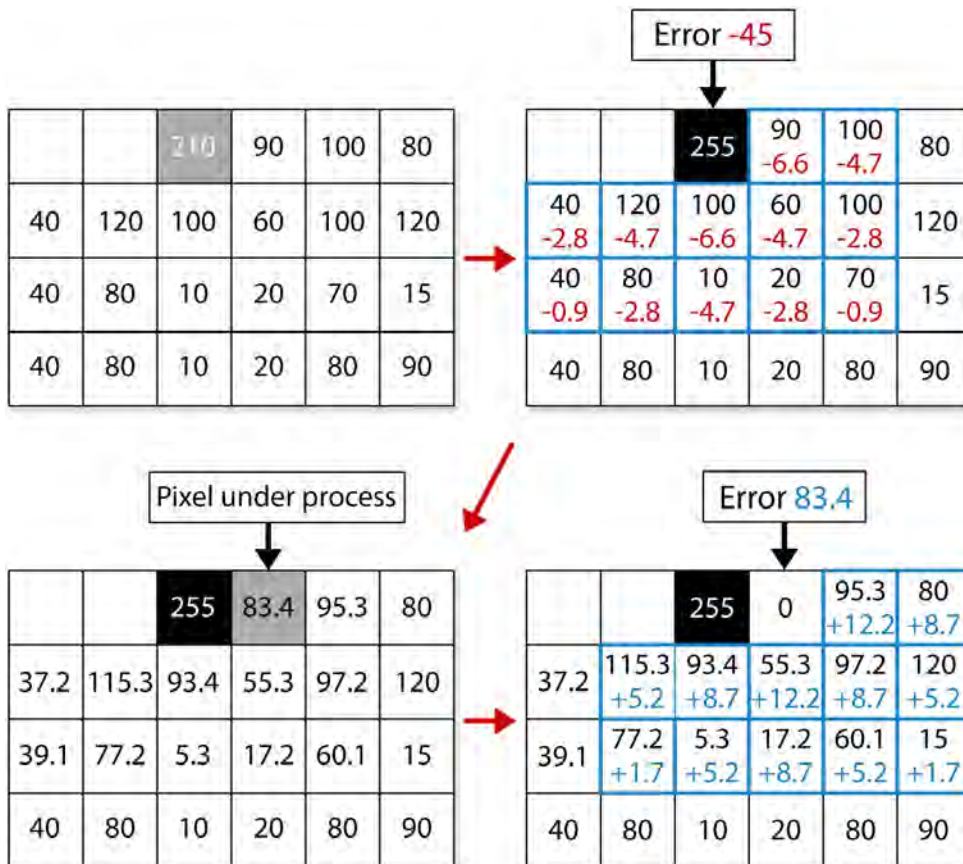 Error -45
210 90 100 80
40 120 100 60 100 120
40 80 10 20 70 15
40 80 10 20 80 90
255 90 100 80
-6.6 -4.7
40 120 100 60 100 120
-2.8 -4.7 -6.6 -4.7 -2.8
40 80 10 20 70 15
-0.9 -2.8 -4.7 -2.8 -0.9
40 80 10 20 80 90
Pixel under process
255 83.4 95.3 80
37.2 115.3 93.4 55.3 97.2 120
39.1 77.2 5.3 17.2 60.1 15
40 80 10 20 80 90
Error 83.4
255 0 95.3 80
+12.2 +8.7
37.2 115.3 93.4 55.3 97.2 120
+5.2 +8.7 +12.2 +8.7 +5.2
39.1 77.2 5.3 17.2 60.1 15
+1.7 +5.2 +8.7 +5.2 +1.7
40 80 10 20 80 90